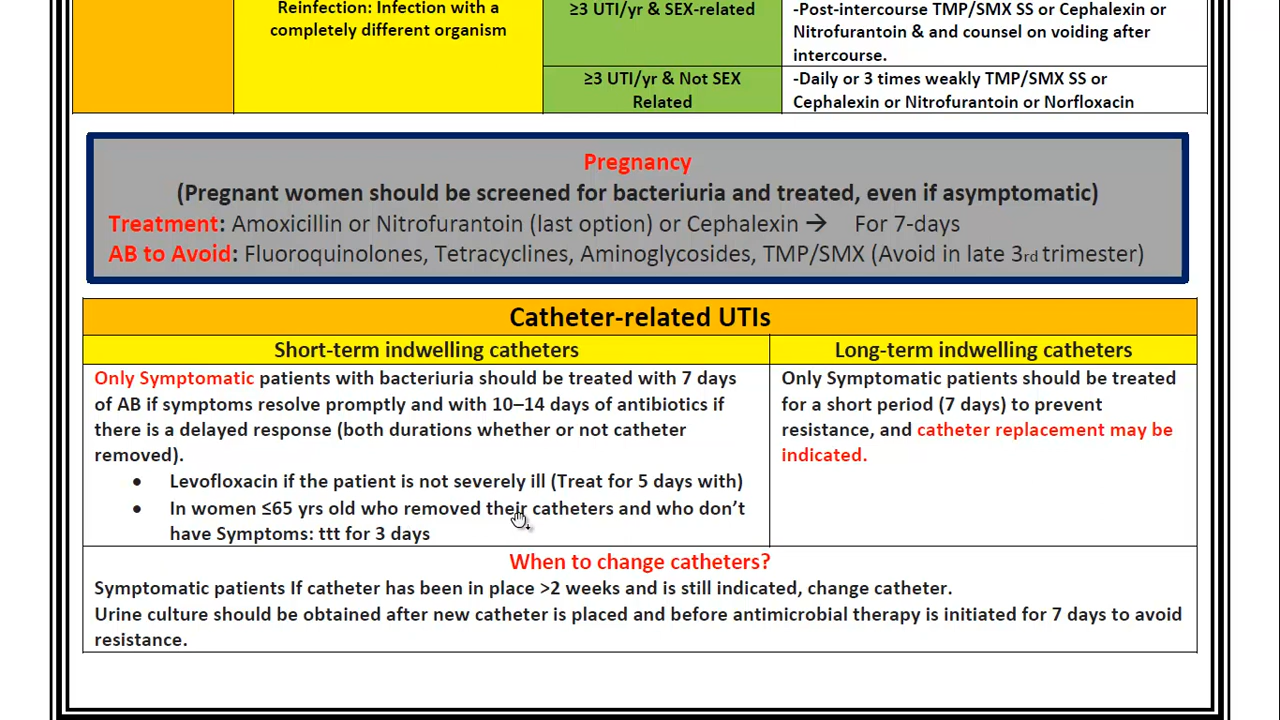 Reinfection: Infection with a
completely different organism
≥3 UTI/yr & SEX-related
-Post-intercourse TMP/SMX SS or Cephalexin or
Nitrofurantoin & and counsel on voiding after
intercourse.
≥3 UTI/yr & Not SEX
Related
-Daily or 3 times weakly TMP/SMX SS or
Cephalexin or Nitrofurantoin or Norfloxacin
Pregnancy
(Pregnant women should be screened for bacteriuria and treated, even if asymptomatic)
Treatment: Amoxicillin or Nitrofurantoin (last option) or Cephalexin → For 7-days
AB to Avoid: Fluoroquinolones, Tetracyclines, Aminoglycosides, TMP/SMX (Avoid in late 3rd trimester)
Catheter-related UTIs
Short-term indwelling catheters
Long-term indwelling catheters
Only Symptomatic patients with bacteriuria should be treated with 7 days
of AB if symptoms resolve promptly and with 10–14 days of antibiotics if
there is a delayed response (both durations whether or not catheter
removed).
• Levofloxacin if the patient is not severely ill (Treat for 5 days with)
• In women ≤65 yrs old who removed their catheters and who don't
have Symptoms: ttt for 3 days
Only Symptomatic patients should be treated
for a short period (7 days) to prevent
resistance, and catheter replacement may be
indicated.
When to change catheters?
Symptomatic patients If catheter has been in place >2 weeks and is still indicated, change catheter.
Urine culture should be obtained after new catheter is placed and before antimicrobial therapy is initiated for 7 days to avoid
resistance.